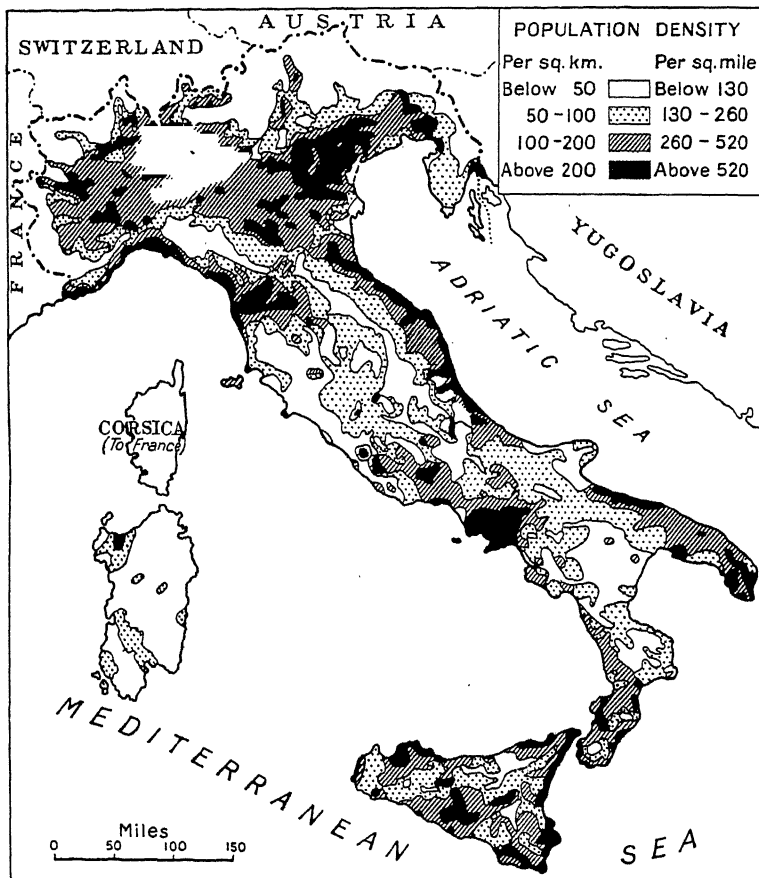 AUSTRIA
SWITZERLAND
FRANCE
POPULATION DENSITY
Per sq. km. Per sq. mile
Below 50 Below 130
50-100 130-260
100-200 260-520
Above 200 Above 520
YUGOSLAVIA
ADRIATIC SEA
CORSICA
(To France)
MEDITERRANEAN SEA
Miles
0 50 100 150